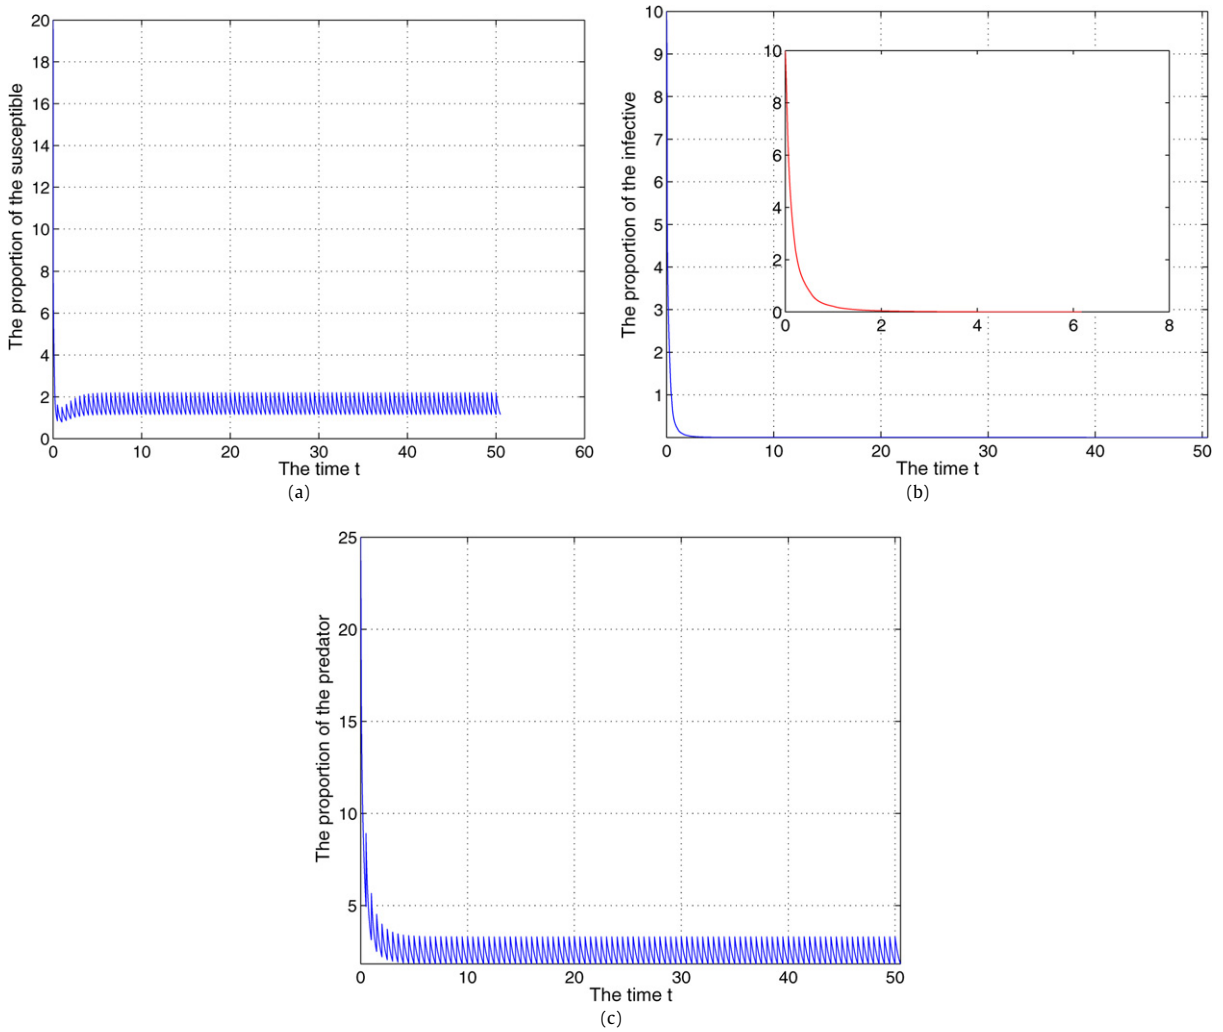 The proportion of the susceptible
20
18
16
14
12
10
8
6
4
2
0
0 10 20 30 40 50 60
The time t
(a)
The proportion of the infective
10
9
8
7
6
5
4
3
2
1
10
8
6
4
2
0
0 2 4 6 8
0 10 20 30 40 50
The time t
(b)
The proportion of the predator
25
20
15
10
5
0 10 20 30 40 50
The time t
(c)